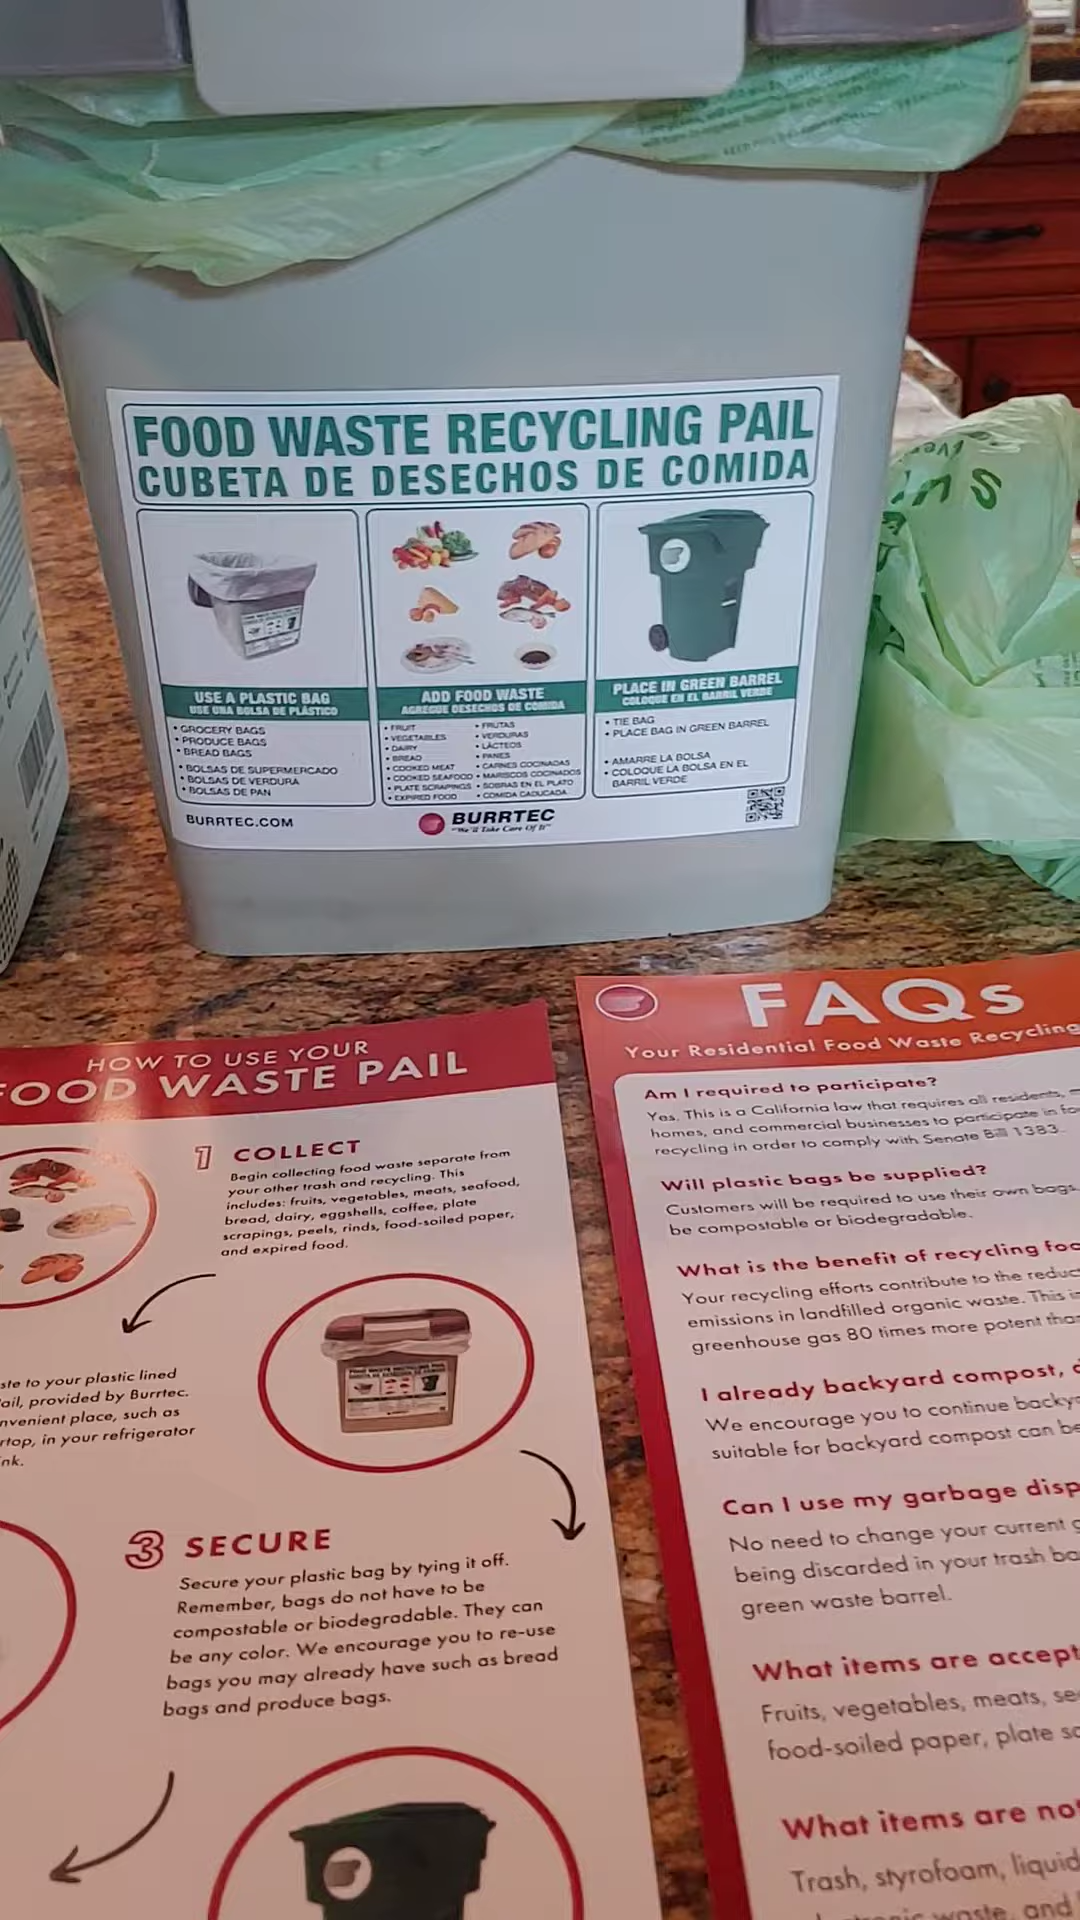 FOOD WASTE RECYCLING PAIL
CUBETA DE DESECHOS DE COMIDA
USE A PLASTIC BAG
USE UNA BOLSA DE PLÁSTICO
• GROCERY BAGS
• PRODUCE BAGS
• BREAD BAGS
• BOLSAS DE SUPERMERCADO
• BOLSAS DE VERDURA
• BOLSAS DE PAN
ADD FOOD WASTE
AGREGUE DESECHOS DE COMIDA
• FRUIT
• VEGETABLES
• DAIRY
• BREAD
• COOKED MEAT
• COOKED SEAFOOD
• PLATE SCRAPINGS
• EXPIRED FOOD
• FRUTAS
• VERDURAS
• LÁCTEOS
• PANES
• CARNES COCINADAS
• MARISCOS COCINADOS
• SOBRAS EN EL PLATO
• COMIDA CADUCADA
PLACE IN GREEN BARREL
COLOQUE EN EL BARRIL VERDE
• TIE BAG
• PLACE BAG IN GREEN BARREL
• AMARRE LA BOLSA
• COLOQUE LA BOLSA EN EL
BARRIL VERDE
BURRTEC.COM
BURRTEC
"We'll Take Care Of It"
HOW TO USE YOUR
FOOD WASTE PAIL
1 COLLECT
Begin collecting food waste separate from
your other trash and recycling. This
includes: fruits, vegetables, meats, seafood,
bread, dairy, eggshells, coffee, plate
scrapings, peels, rinds, food-soiled paper,
and expired food.
to your plastic lined
provided by Burrtec.
place, such as
in your refrigerator
3 SECURE
Secure your plastic bag by tying it off.
Remember, bags do not have to be
compostable or biodegradable. They can
be any color. We encourage you to re-use
bags you may already have such as bread
bags and produce bags.
FAQs
Your Residential Food Waste Recycling
Am I required to participate?
Yes. This is a California law that requires all residents,
homes, and commercial businesses to participate in
recycling in order to comply with Senate Bill 1383.
Will plastic bags be supplied?
Customers will be required to use their own bags.
be compostable or biodegradable.
What is the benefit of recycling
Your recycling efforts contribute to the
emissions in landfilled organic waste. This
greenhouse gas 80 times more potent
I already backyard compost,
We encourage you to continue
suitable for backyard compost can be
Can I use my garbage
No need to change your current
being discarded in your trash
green waste barrel.
What items are
Fruits, vegetables, meats,
food-soiled paper, plate
What items are
Trash, styrofoam,
waste, and